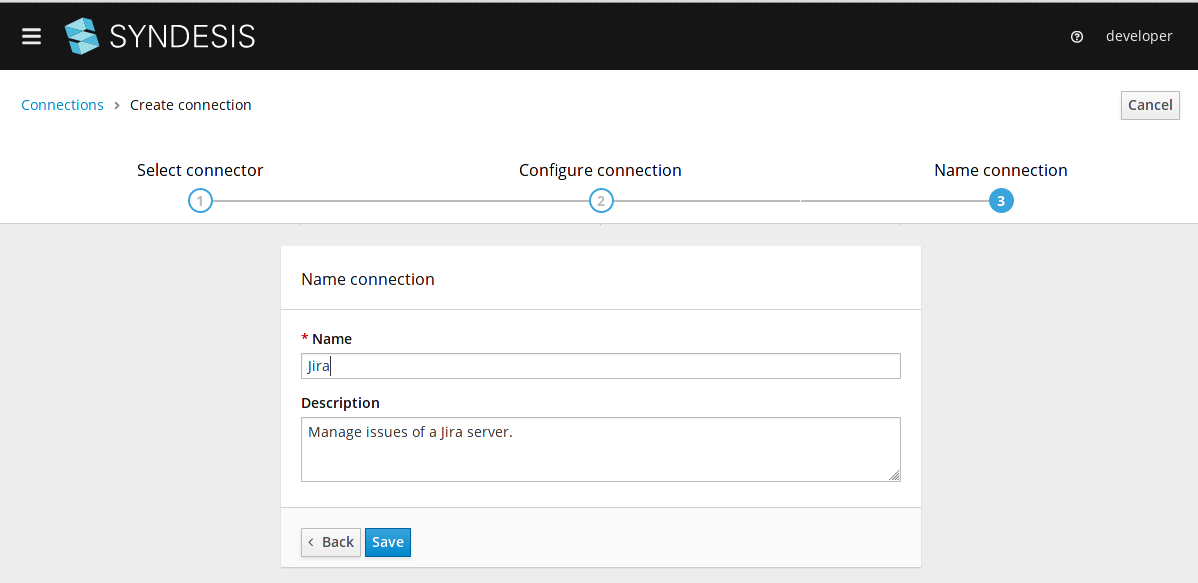 SYNDESIS
developer
Connections > Create connection
Cancel
Select connector
Configure connection
Name connection
1
2
3
Name connection
* Name
Jira
Description
Manage issues of a Jira server.
< Back
Save